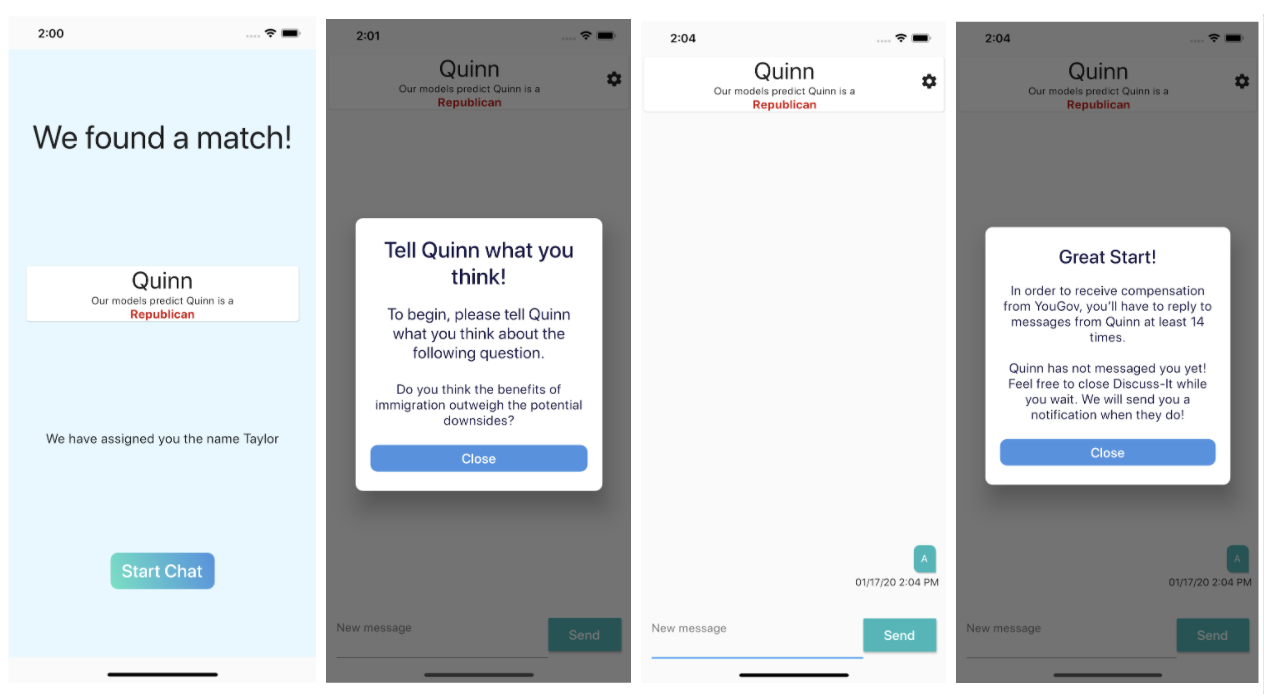 2:00
We found a match!
Quinn
Our models predict Quinn is a
Republican
We have assigned you the name Taylor
Start Chat
2:01
Quinn
Our models predict Quinn is a
Republican
Tell Quinn what you
think!
To begin, please tell Quinn
what you think about the
following question.
Do you think the benefits of
immigration outweigh the potential
downsides?
Close
New message
Send
2:04
Quinn
Our models predict Quinn is a
Republican
A
01/17/20 2:04 PM
New message
Send
2:04
Quinn
Our models predict Quinn is a
Republican
Great Start!
In order to receive compensation
from YouGov, you'll have to reply to
messages from Quinn at least 14
times.
Quinn has not messaged you yet!
Feel free to close Discuss-It while
you wait. We will send you a
notification when they do!
Close
A
01/17/20 2:04 PM
New message
Send